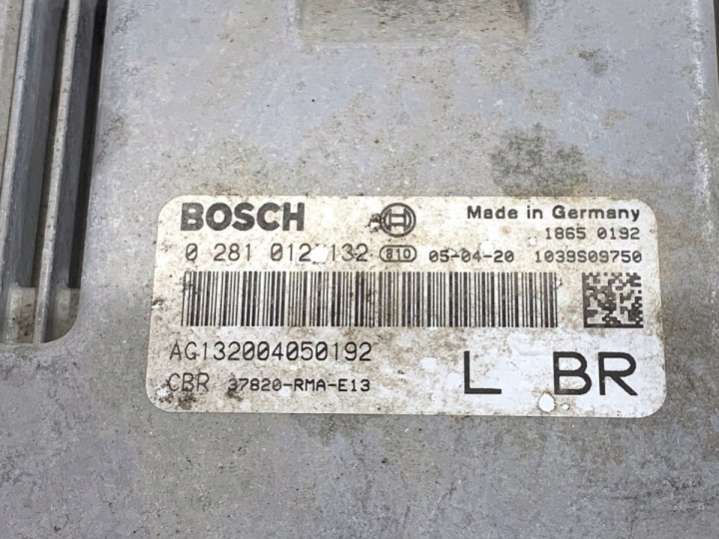 BOSCH Made in Germany
1865 0192
0 281 012 132 810 05-04-20 1039S09750
AG132004050192
CBR 37820-RMA-E13 L BR